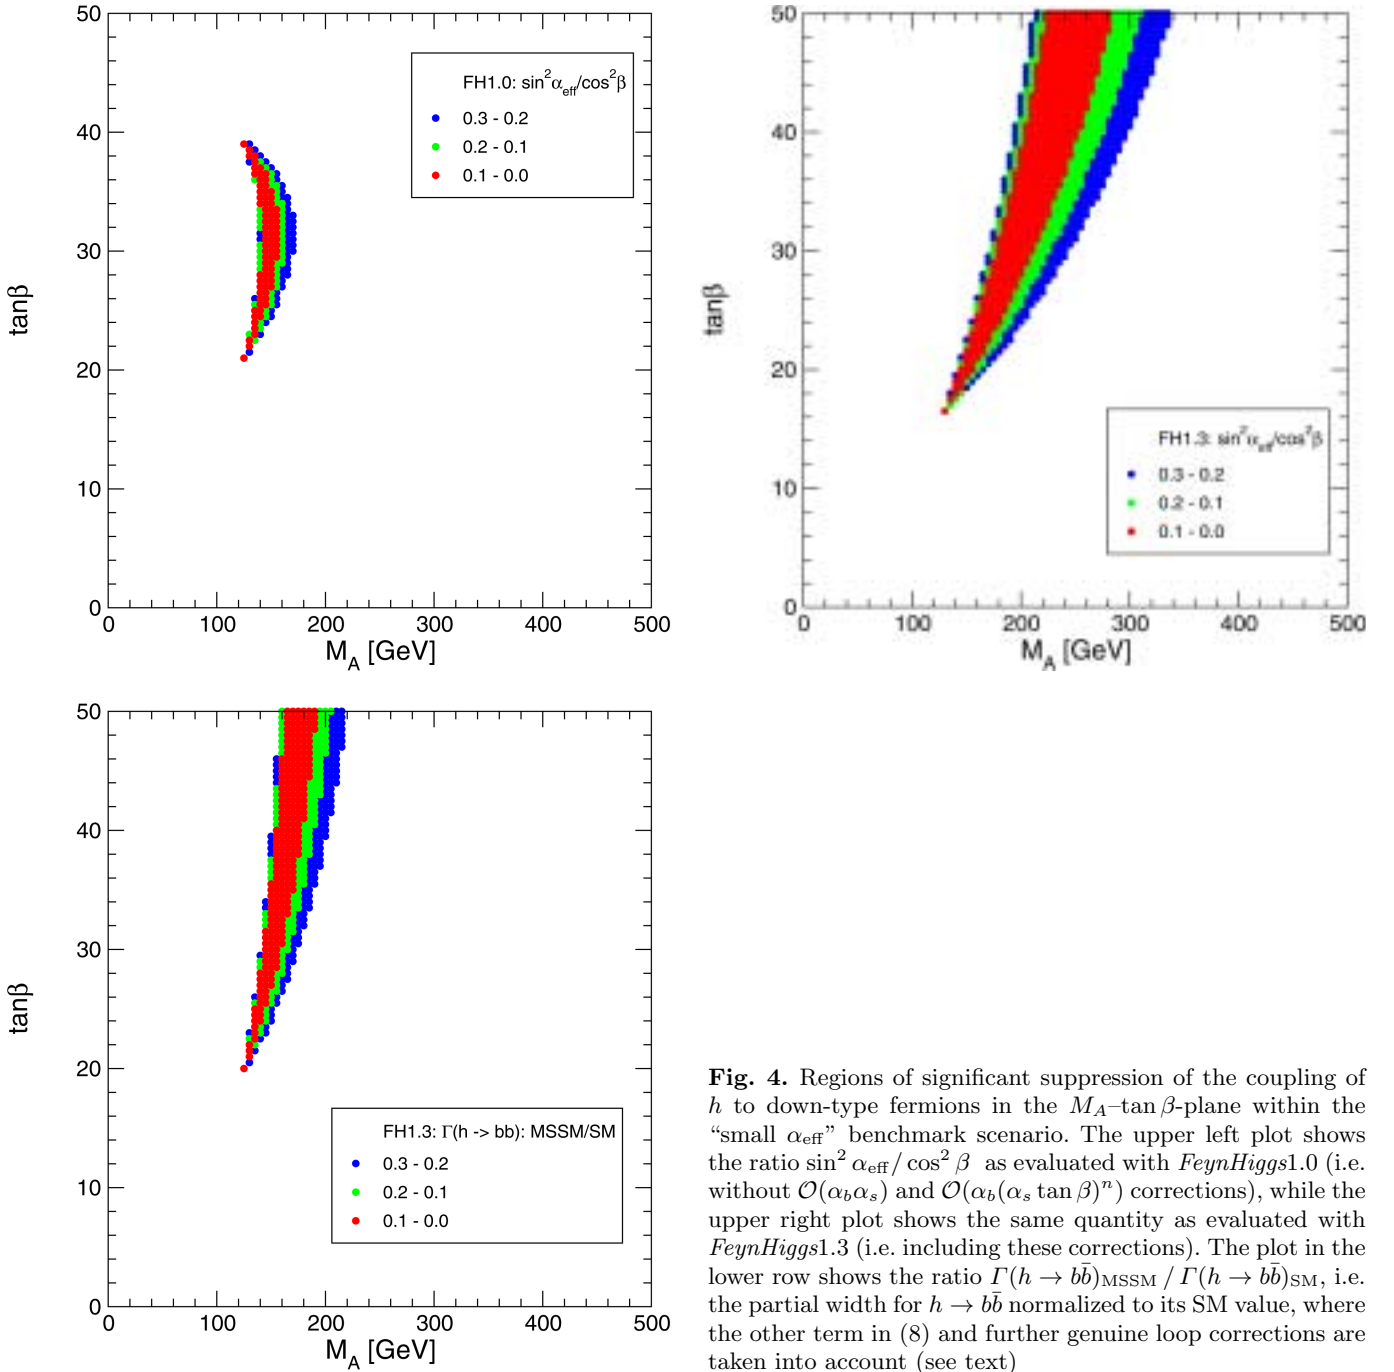 50
40
30
20
10
0
tanβ
FH1.0: sin²α_eff/cos²β
0.3 - 0.2
0.2 - 0.1
0.1 - 0.0
0 100 200 300 400 500
M_A [GeV]
50
40
30
20
10
0
tanβ
FH1.3: sin²α_eff/cos²β
0.3 - 0.2
0.2 - 0.1
0.1 - 0.0
0 100 200 300 400 500
M_A [GeV]
50
40
30
20
10
0
tanβ
FH1.3: Γ(h -> bb): MSSM/SM
0.3 - 0.2
0.2 - 0.1
0.1 - 0.0
0 100 200 300 400 500
M_A [GeV]
Fig. 4. Regions of significant suppression of the coupling of
h to down-type fermions in the M_A–tan β-plane within the
“small α_eff” benchmark scenario. The upper left plot shows
the ratio sin² α_eff / cos² β as evaluated with FeynHiggs1.0 (i.e.
without O(α_bα_s) and O(α_b(α_s tan β)ⁿ) corrections), while the
upper right plot shows the same quantity as evaluated with
FeynHiggs1.3 (i.e. including these corrections). The plot in the
lower row shows the ratio Γ(h → bb̄)_MSSM / Γ(h → bb̄)_SM, i.e.
the partial width for h → bb̄ normalized to its SM value, where
the other term in (8) and further genuine loop corrections are
taken into account (see text)